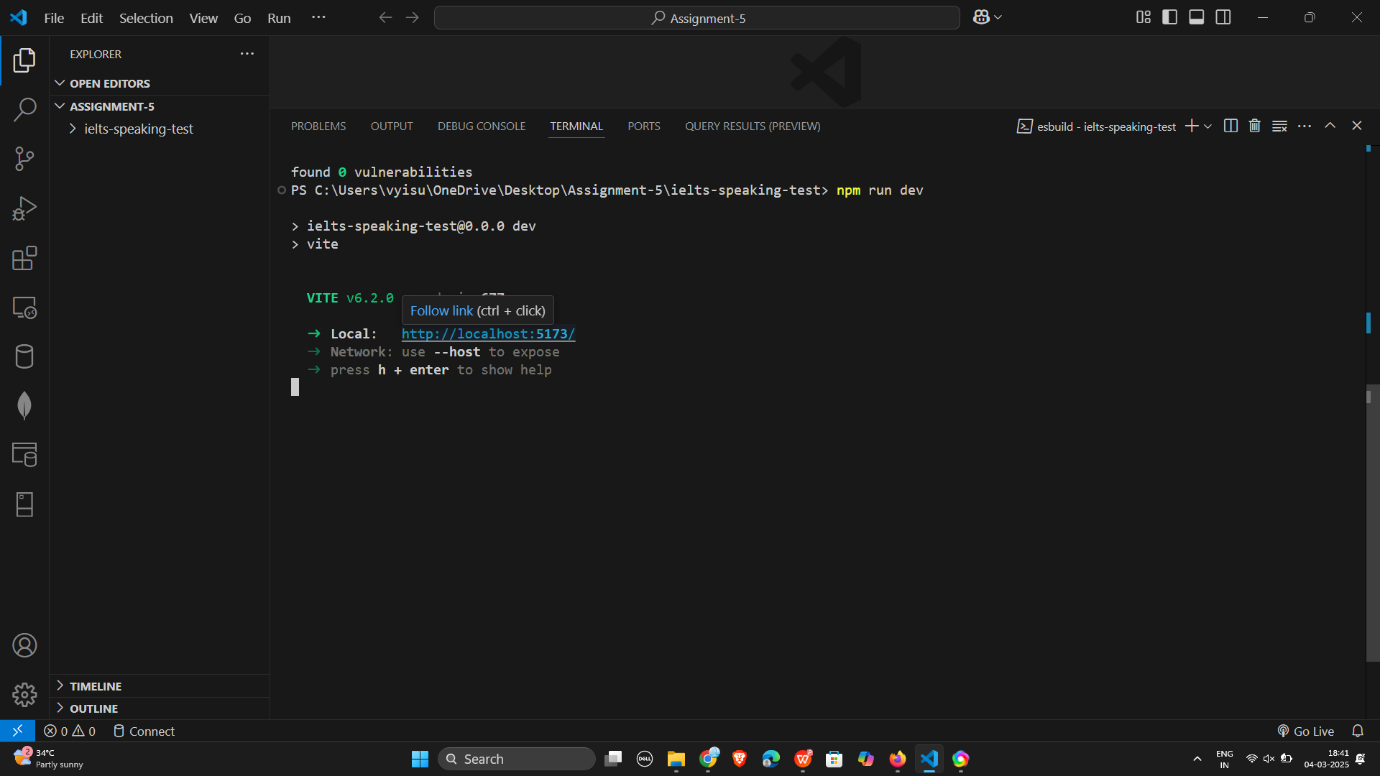 File Edit Selection View Go Run ···
Assignment-5
EXPLORER
OPEN EDITORS
ASSIGNMENT-5
ielts-speaking-test
TIMELINE
OUTLINE
PROBLEMS OUTPUT DEBUG CONSOLE TERMINAL PORTS QUERY RESULTS (PREVIEW)
esbuild - ielts-speaking-test
found 0 vulnerabilities
PS C:\Users\vyisu\OneDrive\Desktop\Assignment-5\ielts-speaking-test> npm run dev
> ielts-speaking-test@0.0.0 dev
> vite
VITE v6.2.0
Follow link (ctrl + click)
➜ Local: http://localhost:5173/
➜ Network: use --host to expose
➜ press h + enter to show help
0 0 Connect
Go Live
34°C
Partly sunny
Search
DELL
ENG
IN
18:41
04-03-2025